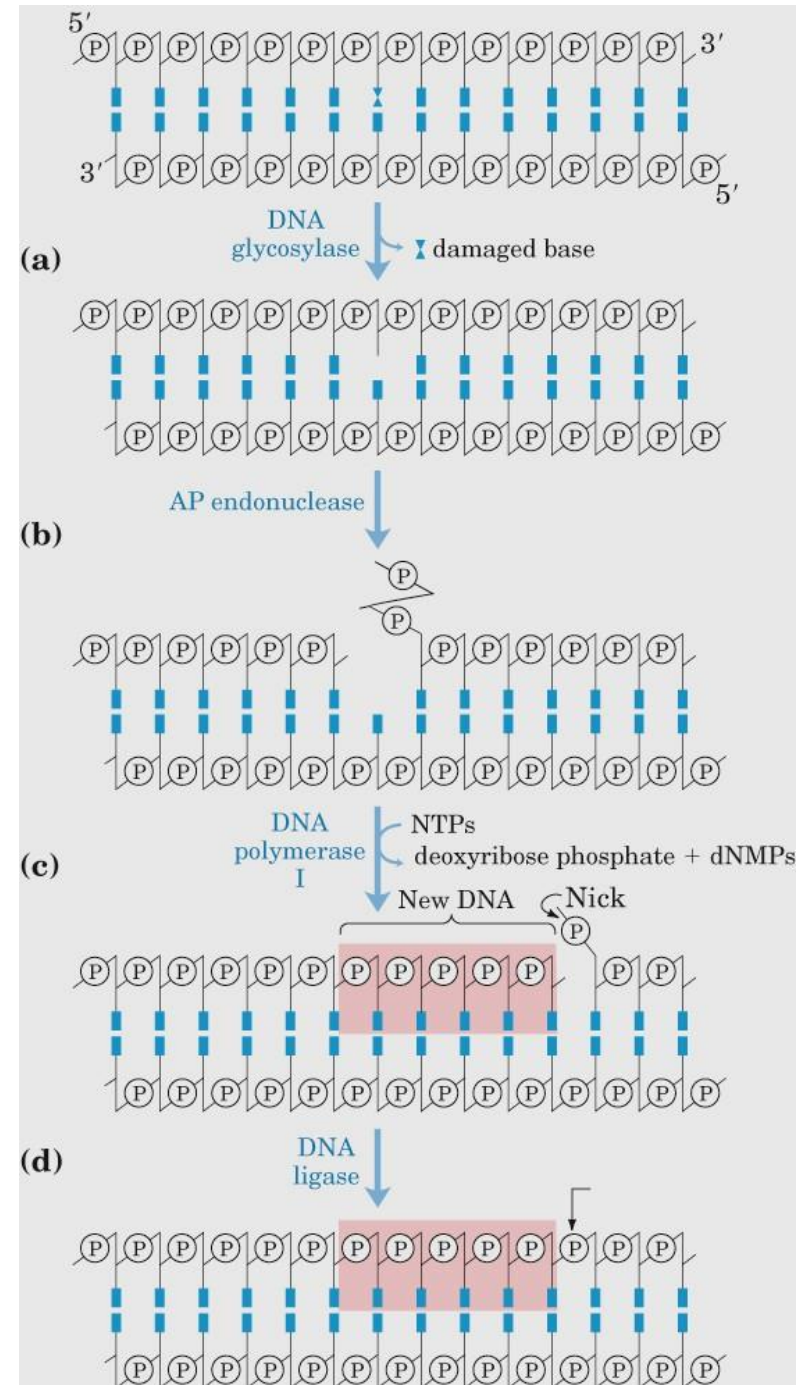 5′
P P P P P P P P P P P P P P 3′
3′ P P P P P P P P P P P P P P
5′
DNA
glycosylase
damaged base
(a)
P P P P P P P P P P P P P P
P P P P P P P P P P P P P P
AP endonuclease
(b)
P
P
P P P P P P P P P P P P
P P P P P P P P P P P P P P
DNA
polymerase
I
NTPs
deoxyribose phosphate + dNMPs
(c)
New DNA
Nick
P
P P P P P P P P P P P P P
P P P P P P P P P P P P P P
DNA
ligase
(d)
P P P P P P P P P P P P P P
P P P P P P P P P P P P P P